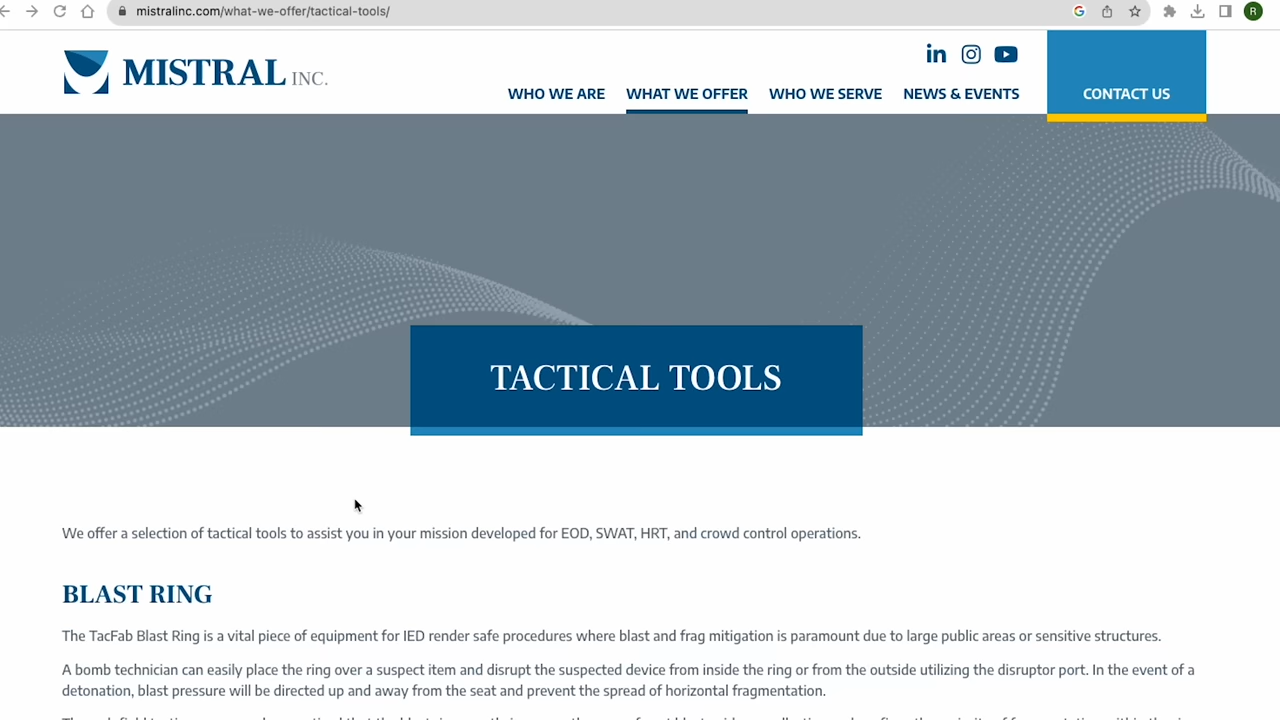 mistralinc.com/what-we-offer/tactical-tools/
R
MISTRAL INC.
WHO WE ARE
WHAT WE OFFER
WHO WE SERVE
NEWS & EVENTS
CONTACT US
TACTICAL TOOLS
We offer a selection of tactical tools to assist you in your mission developed for EOD, SWAT, HRT, and crowd control operations.
BLAST RING
The TacFab Blast Ring is a vital piece of equipment for IED render safe procedures where blast and frag mitigation is paramount due to large public areas or sensitive structures.
A bomb technician can easily place the ring over a suspect item and disrupt the suspected device from inside the ring or from the outside utilizing the disruptor port. In the event of a
detonation, blast pressure will be directed up and away from the seat and prevent the spread of horizontal fragmentation.